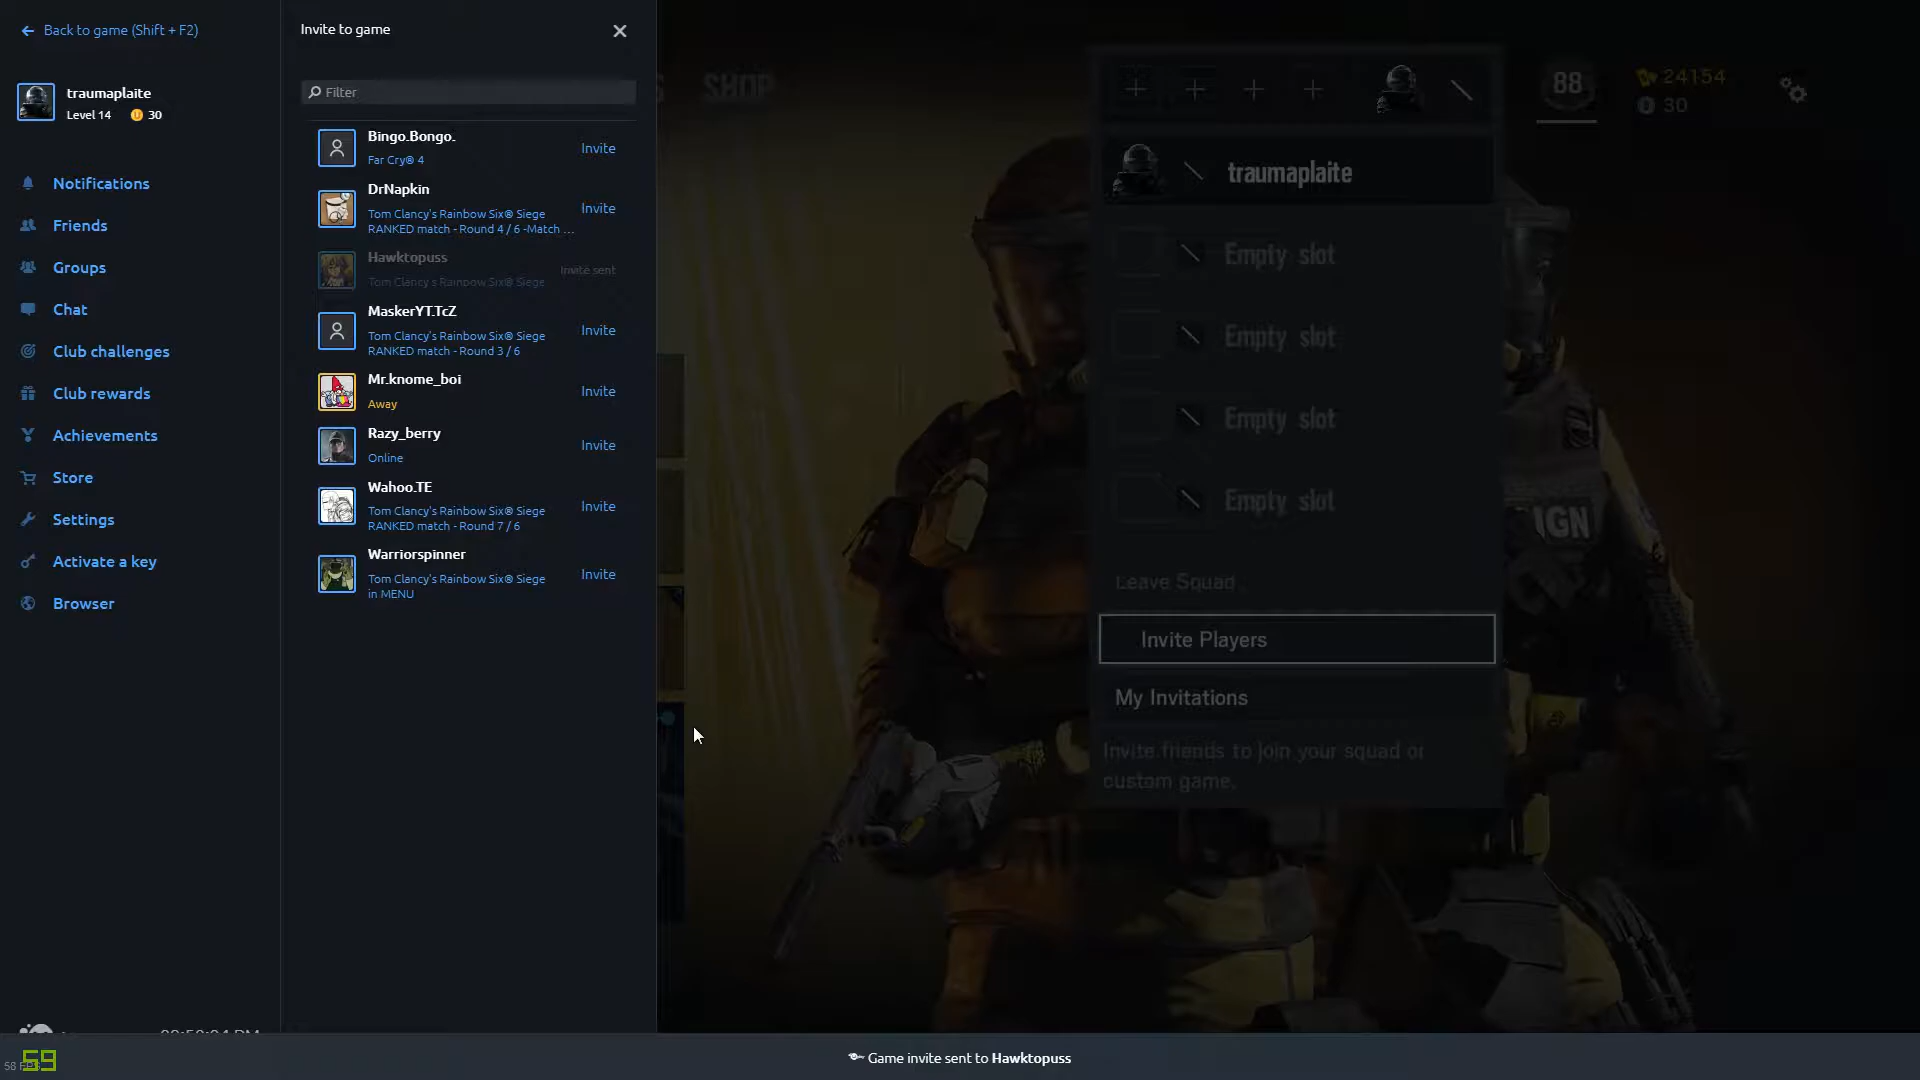 Back to game (Shift + F2)
traumaplaite
Level 14
30
Notifications
Friends
Groups
Chat
Club challenges
Club rewards
Achievements
Store
Settings
Activate a key
Browser
Invite to game
Filter
Bingo.Bongo.
Far Cry® 4
Invite
DrNapkin
Tom Clancy's Rainbow Six® Siege
RANKED match - Round 4 / 6 -Match ...
Invite
Hawktopuss
Tom Clancy's Rainbow Six® Siege
Invite sent
MaskerYT.TcZ
Tom Clancy's Rainbow Six® Siege
RANKED match - Round 3 / 6
Invite
Mr.knome_boi
Away
Invite
Razy_berry
Online
Invite
Wahoo.TE
Tom Clancy's Rainbow Six® Siege
RANKED match - Round 7 / 6
Invite
Warriorspinner
Tom Clancy's Rainbow Six® Siege
in MENU
Invite
SHOP
88
24154
30
traumaplaite
Empty slot
Empty slot
Empty slot
Empty slot
Leave Squad
Invite Players
My Invitations
Invite friends to join your squad or
custom game.
IGN
58 FPS
59
Game invite sent to Hawktopuss